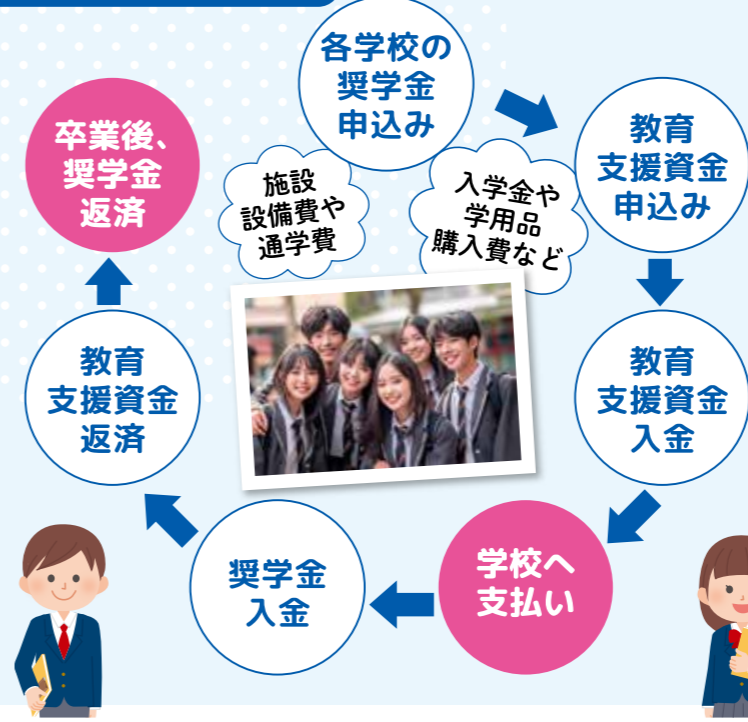 各学校の
奨学金
申込み
教育
支援資金
申込み
入学金や
学用品
購入費など
施設
設備費や
通学費
教育
支援資金
入金
学校へ
支払い
奨学金
入金
教育
支援資金
返済
卒業後、
奨学金
返済